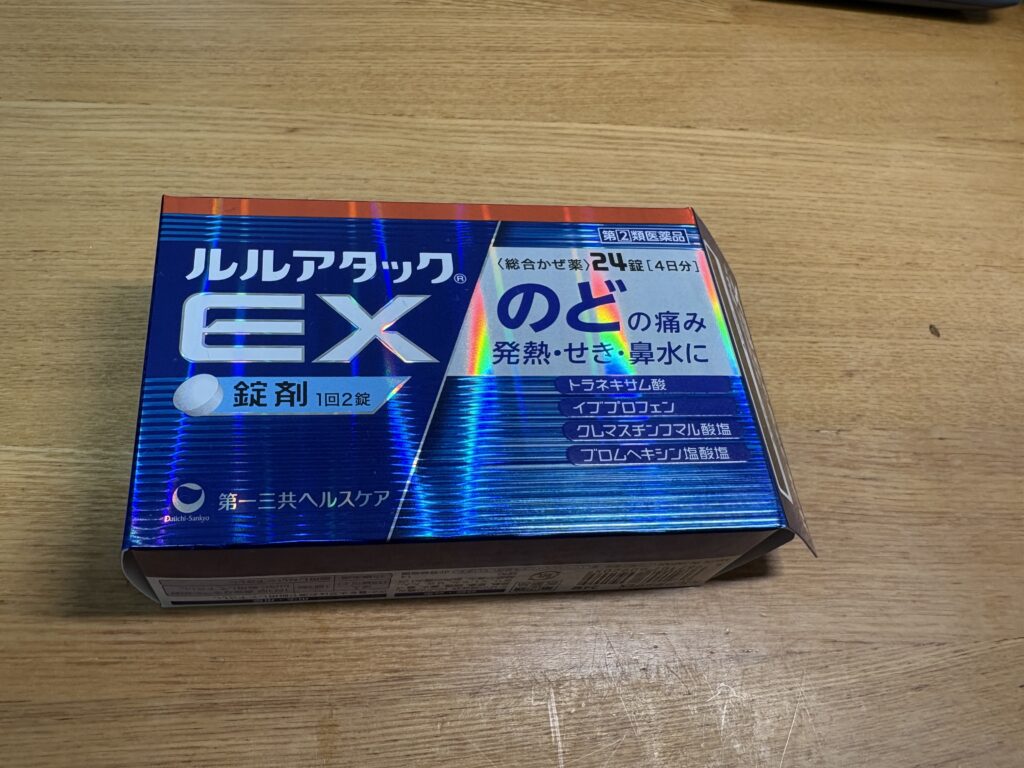 第②類医薬品
ルルアタック®
EX
錠剤 1回2錠
〈総合かぜ薬〉24錠[4日分]
のどの痛み
発熱・せき・鼻水に
トラネキサム酸
イブプロフェン
クレマスチンフマル酸塩
ブロムヘキシン塩酸塩
Daiichi-Sankyo
第一三共ヘルスケア